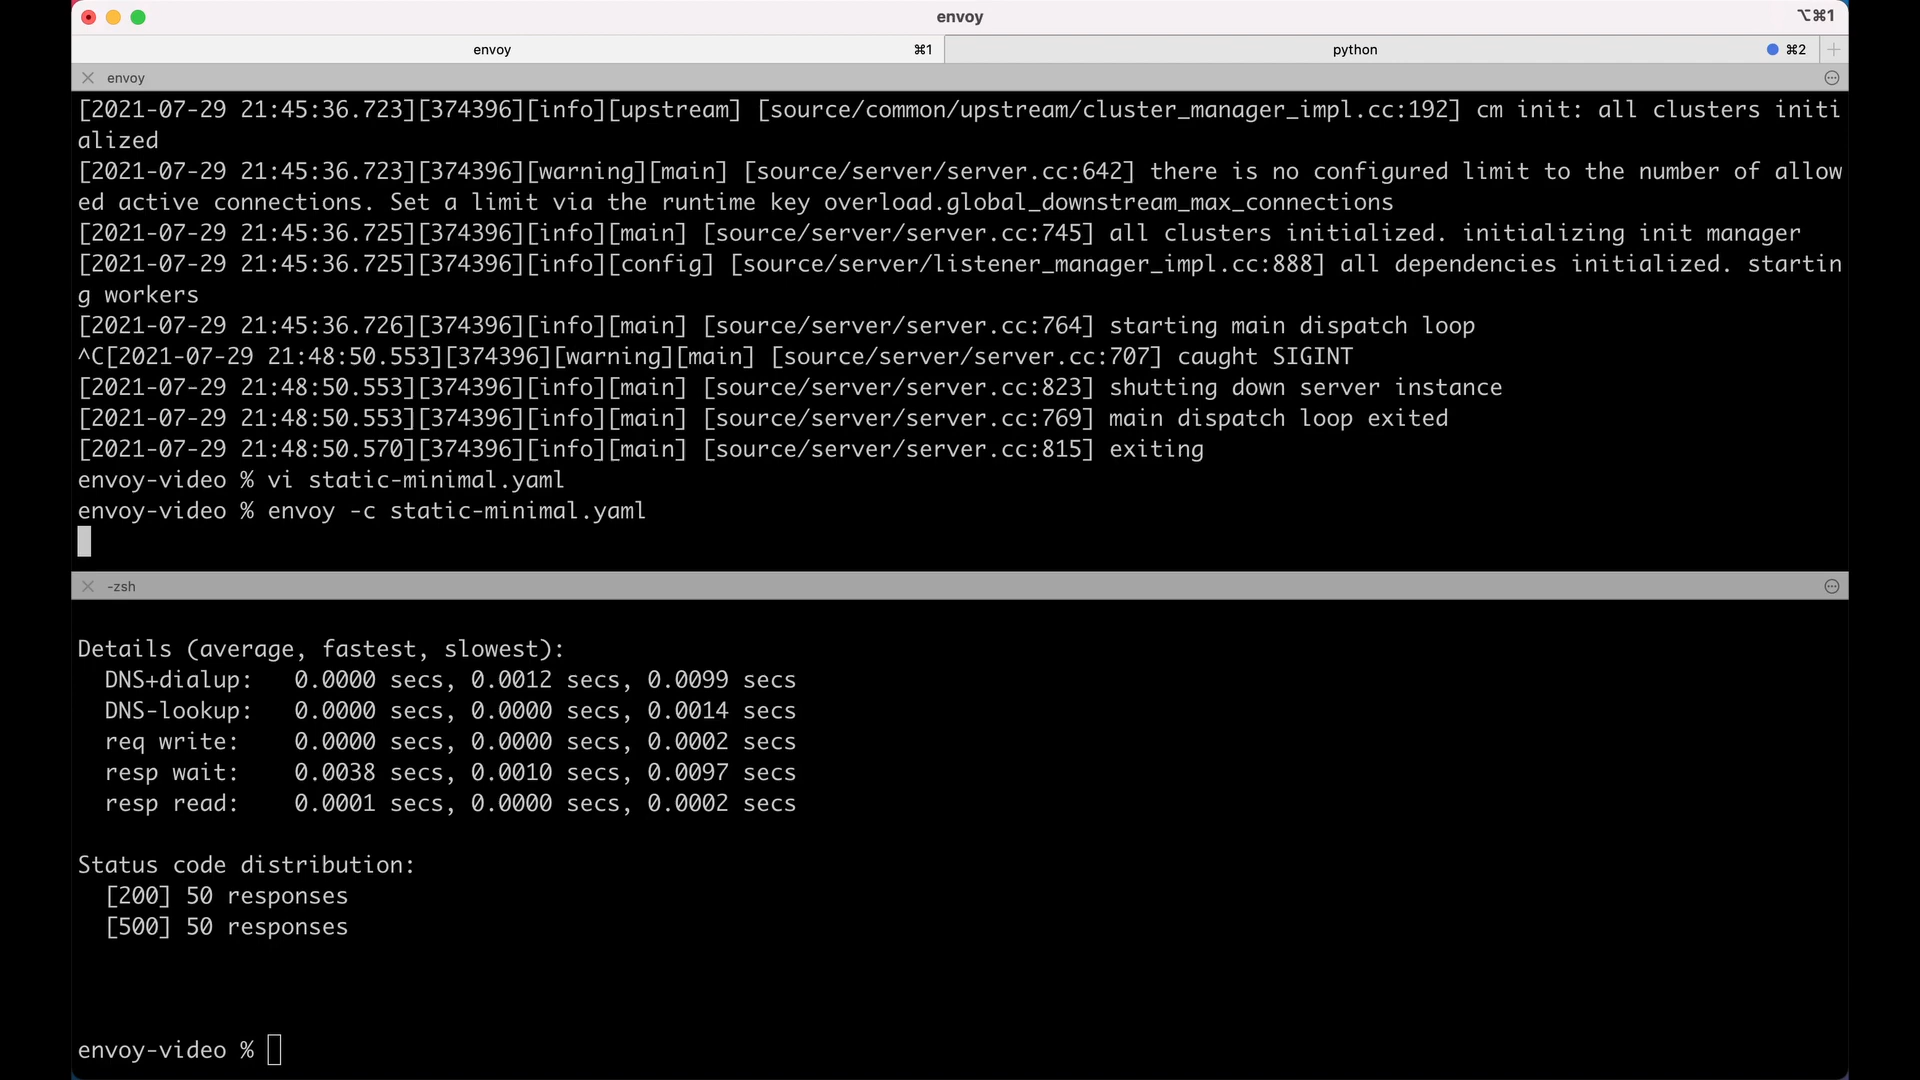 envoy
⌥⌘1
envoy ⌘1 python ⌘2
envoy
[2021-07-29 21:45:36.723][374396][info][upstream] [source/common/upstream/cluster_manager_impl.cc:192] cm init: all clusters initi
alized
[2021-07-29 21:45:36.723][374396][warning][main] [source/server/server.cc:642] there is no configured limit to the number of allow
ed active connections. Set a limit via the runtime key overload.global_downstream_max_connections
[2021-07-29 21:45:36.725][374396][info][main] [source/server/server.cc:745] all clusters initialized. initializing init manager
[2021-07-29 21:45:36.725][374396][info][config] [source/server/listener_manager_impl.cc:888] all dependencies initialized. startin
g workers
[2021-07-29 21:45:36.726][374396][info][main] [source/server/server.cc:764] starting main dispatch loop
^C[2021-07-29 21:48:50.553][374396][warning][main] [source/server/server.cc:707] caught SIGINT
[2021-07-29 21:48:50.553][374396][info][main] [source/server/server.cc:823] shutting down server instance
[2021-07-29 21:48:50.553][374396][info][main] [source/server/server.cc:769] main dispatch loop exited
[2021-07-29 21:48:50.570][374396][info][main] [source/server/server.cc:815] exiting
envoy-video % vi static-minimal.yaml
envoy-video % envoy -c static-minimal.yaml
-zsh
Details (average, fastest, slowest):
DNS+dialup: 0.0000 secs, 0.0012 secs, 0.0099 secs
DNS-lookup: 0.0000 secs, 0.0000 secs, 0.0014 secs
req write: 0.0000 secs, 0.0000 secs, 0.0002 secs
resp wait: 0.0038 secs, 0.0010 secs, 0.0097 secs
resp read: 0.0001 secs, 0.0000 secs, 0.0002 secs
Status code distribution:
[200] 50 responses
[500] 50 responses
envoy-video %